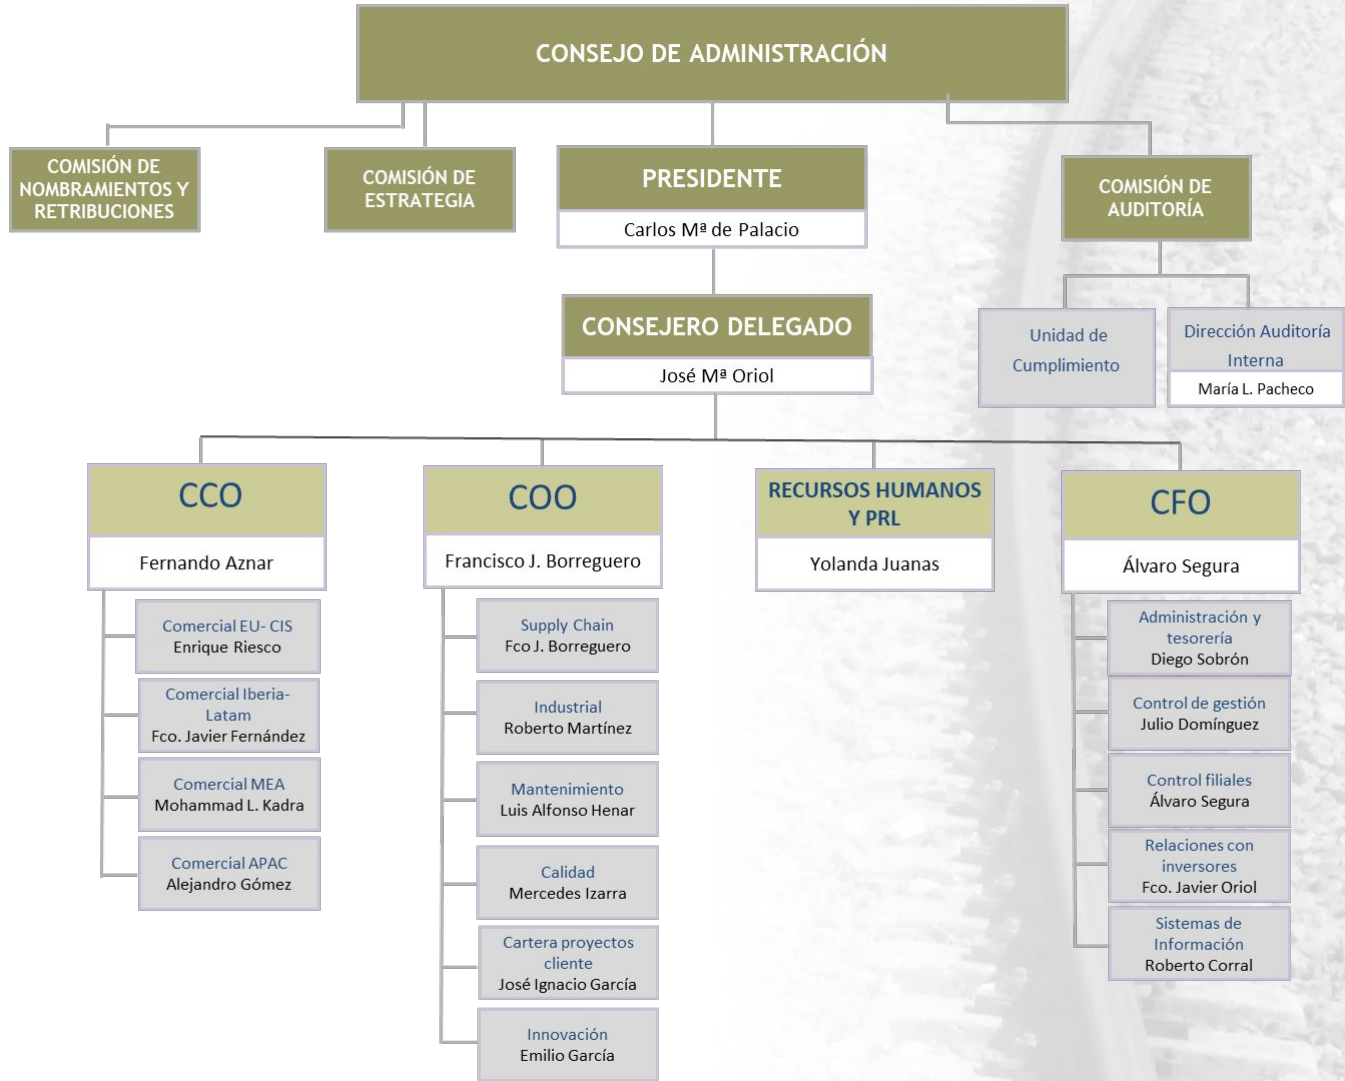 CONSEJO DE ADMINISTRACIÓN
COMISIÓN DE
NOMBRAMIENTOS Y
RETRIBUCIONES
COMISIÓN DE
ESTRATEGIA
PRESIDENTE
Carlos Mª de Palacio
COMISIÓN DE
AUDITORÍA
CONSEJERO DELEGADO
José Mª Oriol
Unidad de
Cumplimiento
Dirección Auditoría
Interna
María L. Pacheco
CCO
Fernando Aznar
Comercial EU- CIS
Enrique Riesco
Comercial Iberia-
Latam
Fco. Javier Fernández
Comercial MEA
Mohammad L. Kadra
Comercial APAC
Alejandro Gómez
COO
Francisco J. Borreguero
Supply Chain
Fco J. Borreguero
Industrial
Roberto Martínez
Mantenimiento
Luis Alfonso Henar
Calidad
Mercedes Izarra
Cartera proyectos
cliente
José Ignacio García
Innovación
Emilio García
RECURSOS HUMANOS
Y PRL
Yolanda Juanas
CFO
Álvaro Segura
Administración y
tesorería
Diego Sobrón
Control de gestión
Julio Domínguez
Control filiales
Álvaro Segura
Relaciones con
inversores
Fco. Javier Oriol
Sistemas de
Información
Roberto Corral